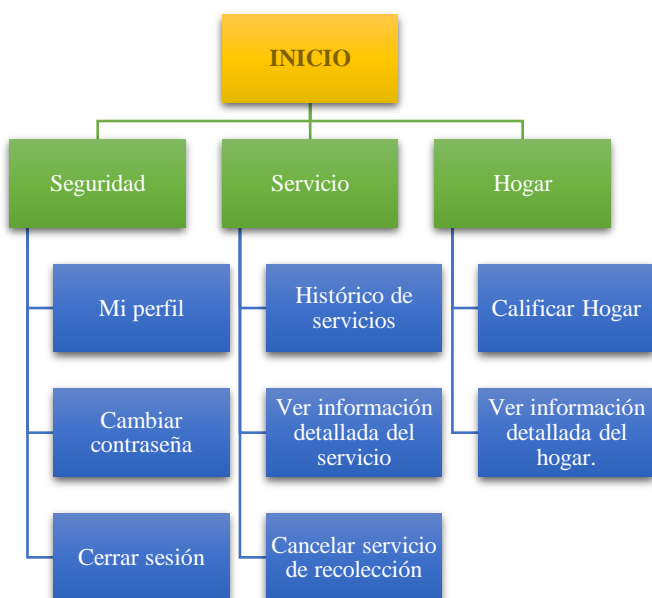 INICIO
Seguridad
Servicio
Hogar
Mi perfil
Histórico de
servicios
Calificar Hogar
Cambiar
contraseña
Ver información
detallada del
servicio
Ver información
detallada del
hogar.
Cerrar sesión
Cancelar servicio
de recolección